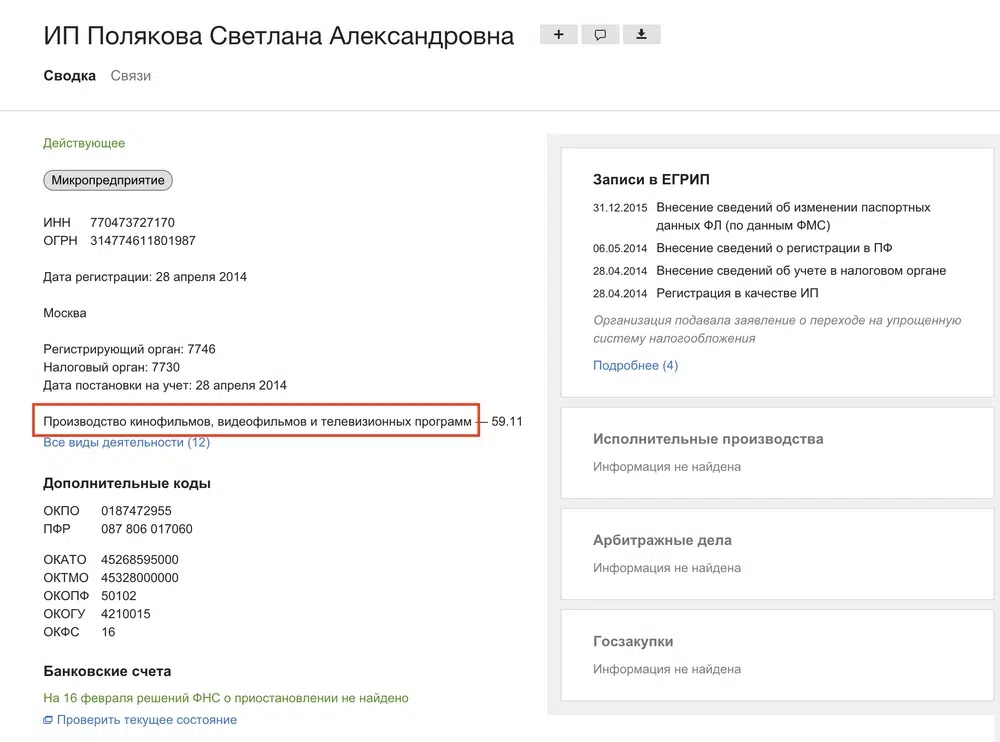 ИП Полякова Светлана Александровна
Сводка Связи
Действующее
Микропредприятие
ИНН 770473727170
ОГРН 314774611801987
Дата регистрации: 28 апреля 2014
Москва
Регистрирующий орган: 7746
Налоговый орган: 7730
Дата постановки на учет: 28 апреля 2014
Производство кинофильмов, видеофильмов и телевизионных программ — 59.11
Все виды деятельности (12)
Дополнительные коды
ОКПО 0187472955
ПФР 087 806 017060
ОКАТО 45268595000
ОКТМО 45328000000
ОКОПФ 50102
ОКОГУ 4210015
ОКФС 16
Банковские счета
На 16 февраля решений ФНС о приостановлении не найдено
Проверить текущее состояние
Записи в ЕГРИП
31.12.2015 Внесение сведений об изменении паспортных
данных ФЛ (по данным ФМС)
06.05.2014 Внесение сведений о регистрации в ПФ
28.04.2014 Внесение сведений об учете в налоговом органе
28.04.2014 Регистрация в качестве ИП
Организация подавала заявление о переходе на упрощенную
систему налогообложения
Подробнее (4)
Исполнительные производства
Информация не найдена
Арбитражные дела
Информация не найдена
Госзакупки
Информация не найдена